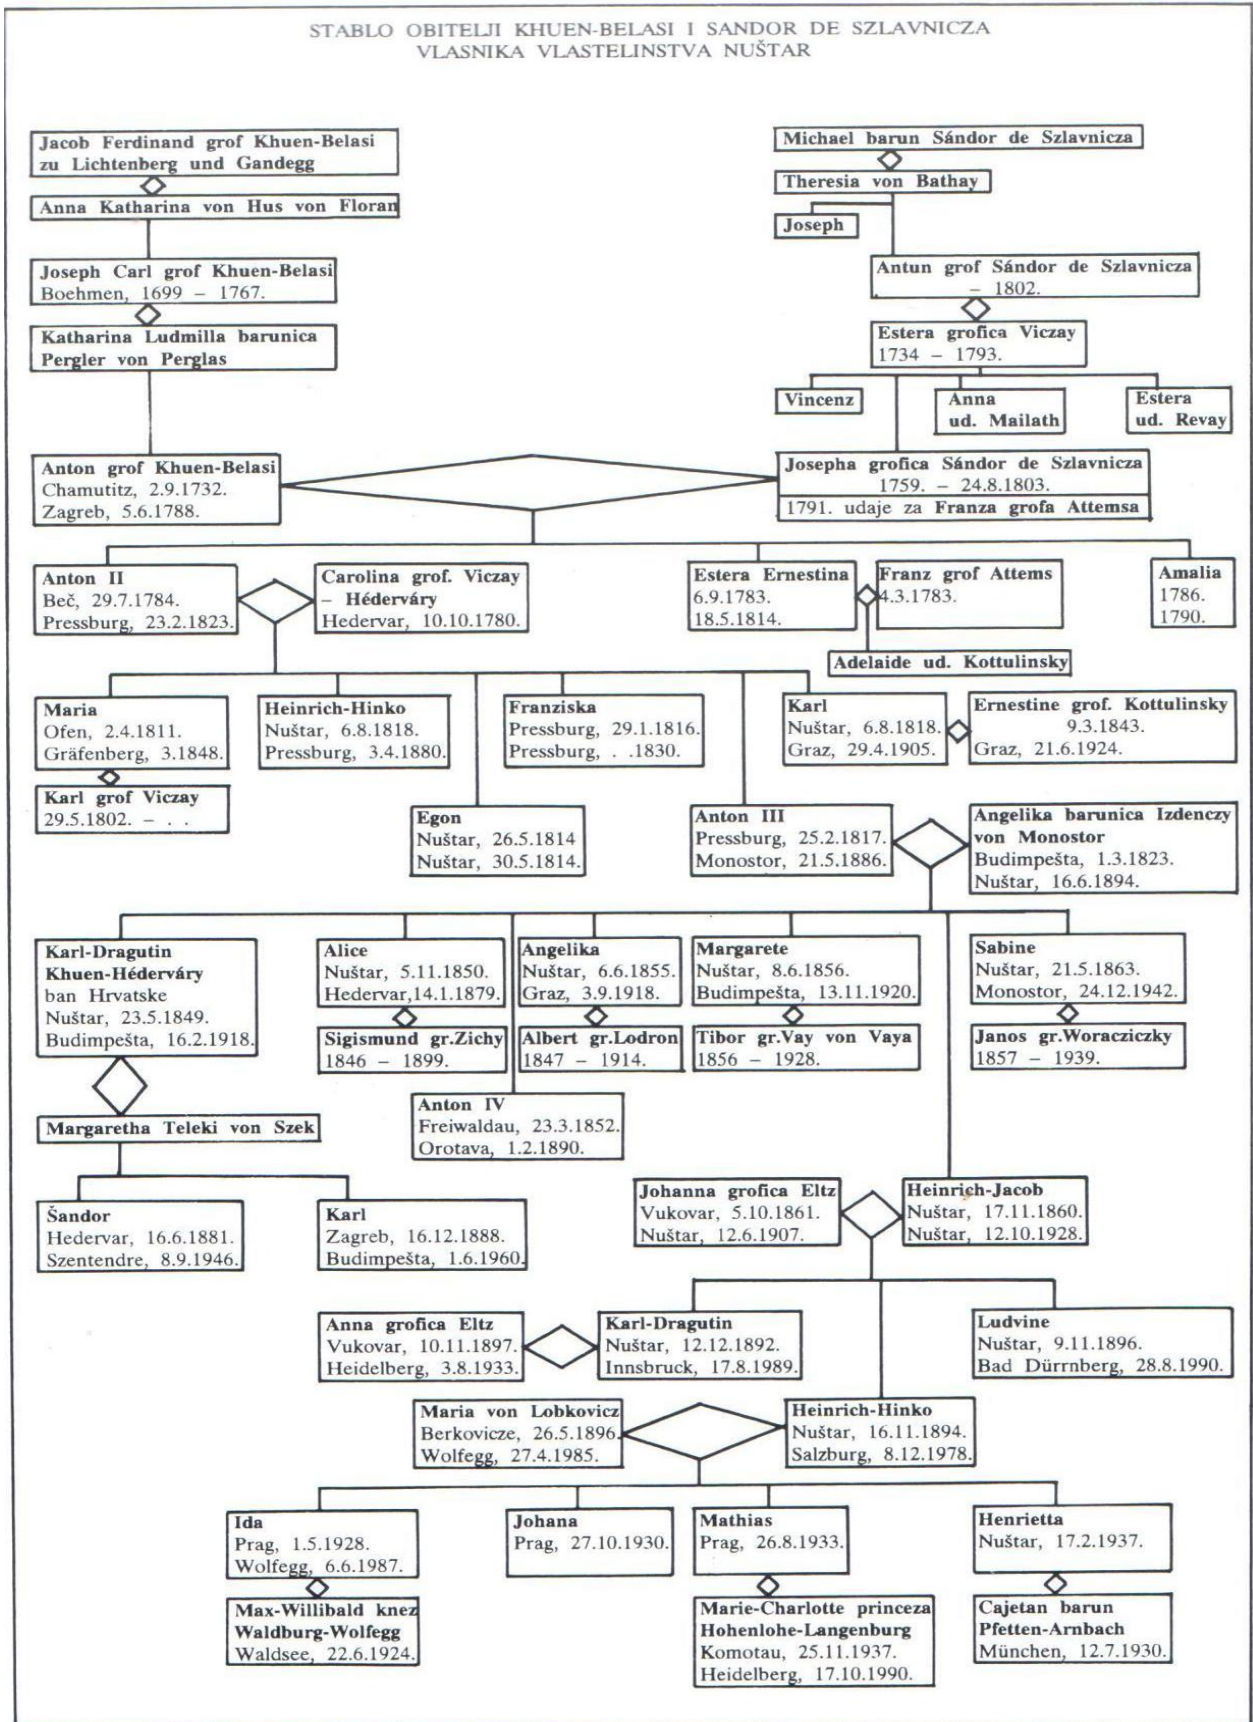 STABLO OBITELJI KHUEN-BELASI I SANDOR DE SZLAVNICZA
VLASNIKA VLASTELINSTVA NUŠTAR
Jacob Ferdinand grof Khuen-Belasi
zu Lichtenberg und Gandegg
Anna Katharina von Hus von Floran
Joseph Carl grof Khuen-Belasi
Boehmen, 1699 – 1767.
Katharina Ludmilla barunica
Pergler von Perglas
Michael barun Sándor de Szlavnicza
Theresia von Bathay
Joseph
Antun grof Sándor de Szlavnicza
– 1802.
Estera grofica Viczay
1734 – 1793.
Vincenz
Anna
ud. Mailath
Estera
ud. Revay
Anton grof Khuen-Belasi
Chamutitz, 2.9.1732.
Zagreb, 5.6.1788.
Josepha grofica Sándor de Szlavnicza
1759. – 24.8.1803.
1791. udaje za Franza grofa Attemsa
Anton II
Beč, 29.7.1784.
Pressburg, 23.2.1823.
Carolina grof. Viczay
– Héderváry
Hedervar, 10.10.1780.
Estera Ernestina
6.9.1783.
18.5.1814.
Franz grof Attems
4.3.1783.
Amalia
1786.
1790.
Adelaide ud. Kottulinsky
Maria
Ofen, 2.4.1811.
Gräfenberg, 3.1848.
Karl grof Viczay
29.5.1802. – . .
Heinrich-Hinko
Nuštar, 6.8.1818.
Pressburg, 3.4.1880.
Franziska
Pressburg, 29.1.1816.
Pressburg, . .1830.
Karl
Nuštar, 6.8.1818.
Graz, 29.4.1905.
Ernestine grof. Kottulinsky
9.3.1843.
Graz, 21.6.1924.
Egon
Nuštar, 26.5.1814
Nuštar, 30.5.1814.
Anton III
Pressburg, 25.2.1817.
Monostor, 21.5.1886.
Angelika barunica Izdenczy
von Monostor
Budimpešta, 1.3.1823.
Nuštar, 16.6.1894.
Karl-Dragutin
Khuen-Héderváry
ban Hrvatske
Nuštar, 23.5.1849.
Budimpešta, 16.2.1918.
Margaretha Teleki von Szek
Alice
Nuštar, 5.11.1850.
Hedervar,14.1.1879.
Sigismund gr.Zichy
1846 – 1899.
Angelika
Nuštar, 6.6.1855.
Graz, 3.9.1918.
Albert gr.Lodron
1847 – 1914.
Margarete
Nuštar, 8.6.1856.
Budimpešta, 13.11.1920.
Tibor gr.Vay von Vaya
1856 – 1928.
Sabine
Nuštar, 21.5.1863.
Monostor, 24.12.1942.
Janos gr.Woracziczky
1857 – 1939.
Anton IV
Freiwaldau, 23.3.1852.
Orotava, 1.2.1890.
Šandor
Hedervar, 16.6.1881.
Szentendre, 8.9.1946.
Karl
Zagreb, 16.12.1888.
Budimpešta, 1.6.1960.
Johanna grofica Eltz
Vukovar, 5.10.1861.
Nuštar, 12.6.1907.
Heinrich-Jacob
Nuštar, 17.11.1860.
Nuštar, 12.10.1928.
Anna grofica Eltz
Vukovar, 10.11.1897.
Heidelberg, 3.8.1933.
Karl-Dragutin
Nuštar, 12.12.1892.
Innsbruck, 17.8.1989.
Ludvine
Nuštar, 9.11.1896.
Bad Dürrnberg, 28.8.1990.
Maria von Lobkovicz
Berkovicze, 26.5.1896.
Wolfegg, 27.4.1985.
Heinrich-Hinko
Nuštar, 16.11.1894.
Salzburg, 8.12.1978.
Ida
Prag, 1.5.1928.
Wolfegg, 6.6.1987.
Max-Willibald knez
Waldburg-Wolfegg
Waldsee, 22.6.1924.
Johana
Prag, 27.10.1930.
Mathias
Prag, 26.8.1933.
Marie-Charlotte princeza
Hohenlohe-Langenburg
Komotau, 25.11.1937.
Heidelberg, 17.10.1990.
Henrietta
Nuštar, 17.2.1937.
Cajetan barun
Pfetten-Arnbach
München, 12.7.1930.